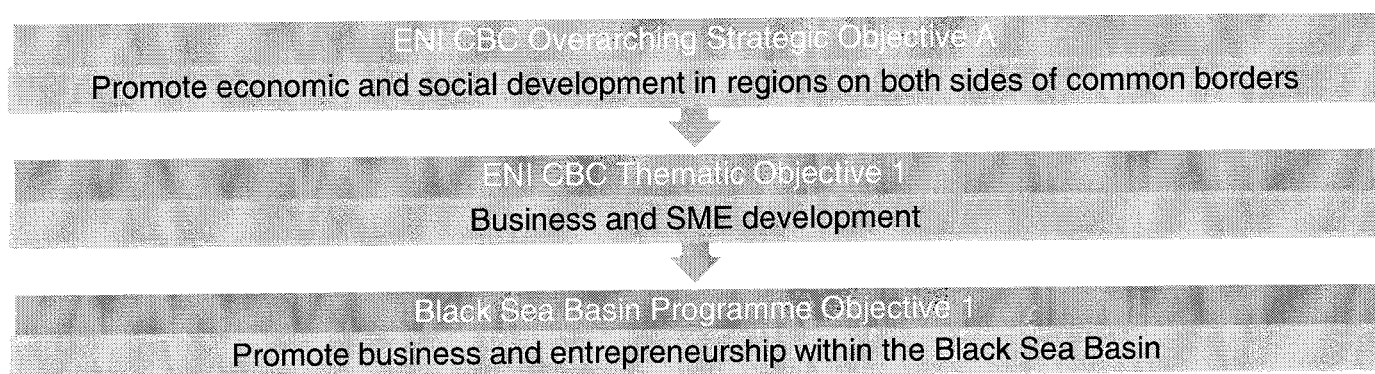 ENI CBC Overarching Strategic Objective A
Promote economic and social development in regions on both sides of common borders
ENI CBC Thematic Objective 1
Business and SME development
Black Sea Basin Programme Objective 1
Promote business and entrepreneurship within the Black Sea Basin